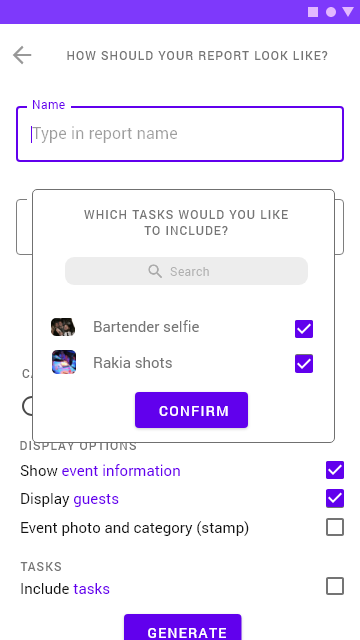 HOW SHOULD YOUR REPORT LOOK LIKE?
Name
Type in report name
WHICH TASKS WOULD YOU LIKE
TO INCLUDE?
Search
Bartender selfie
Rakia shots
CONFIRM
DISPLAY OPTIONS
Show event information
Display guests
Event photo and category (stamp)
TASKS
Include tasks
GENERATE